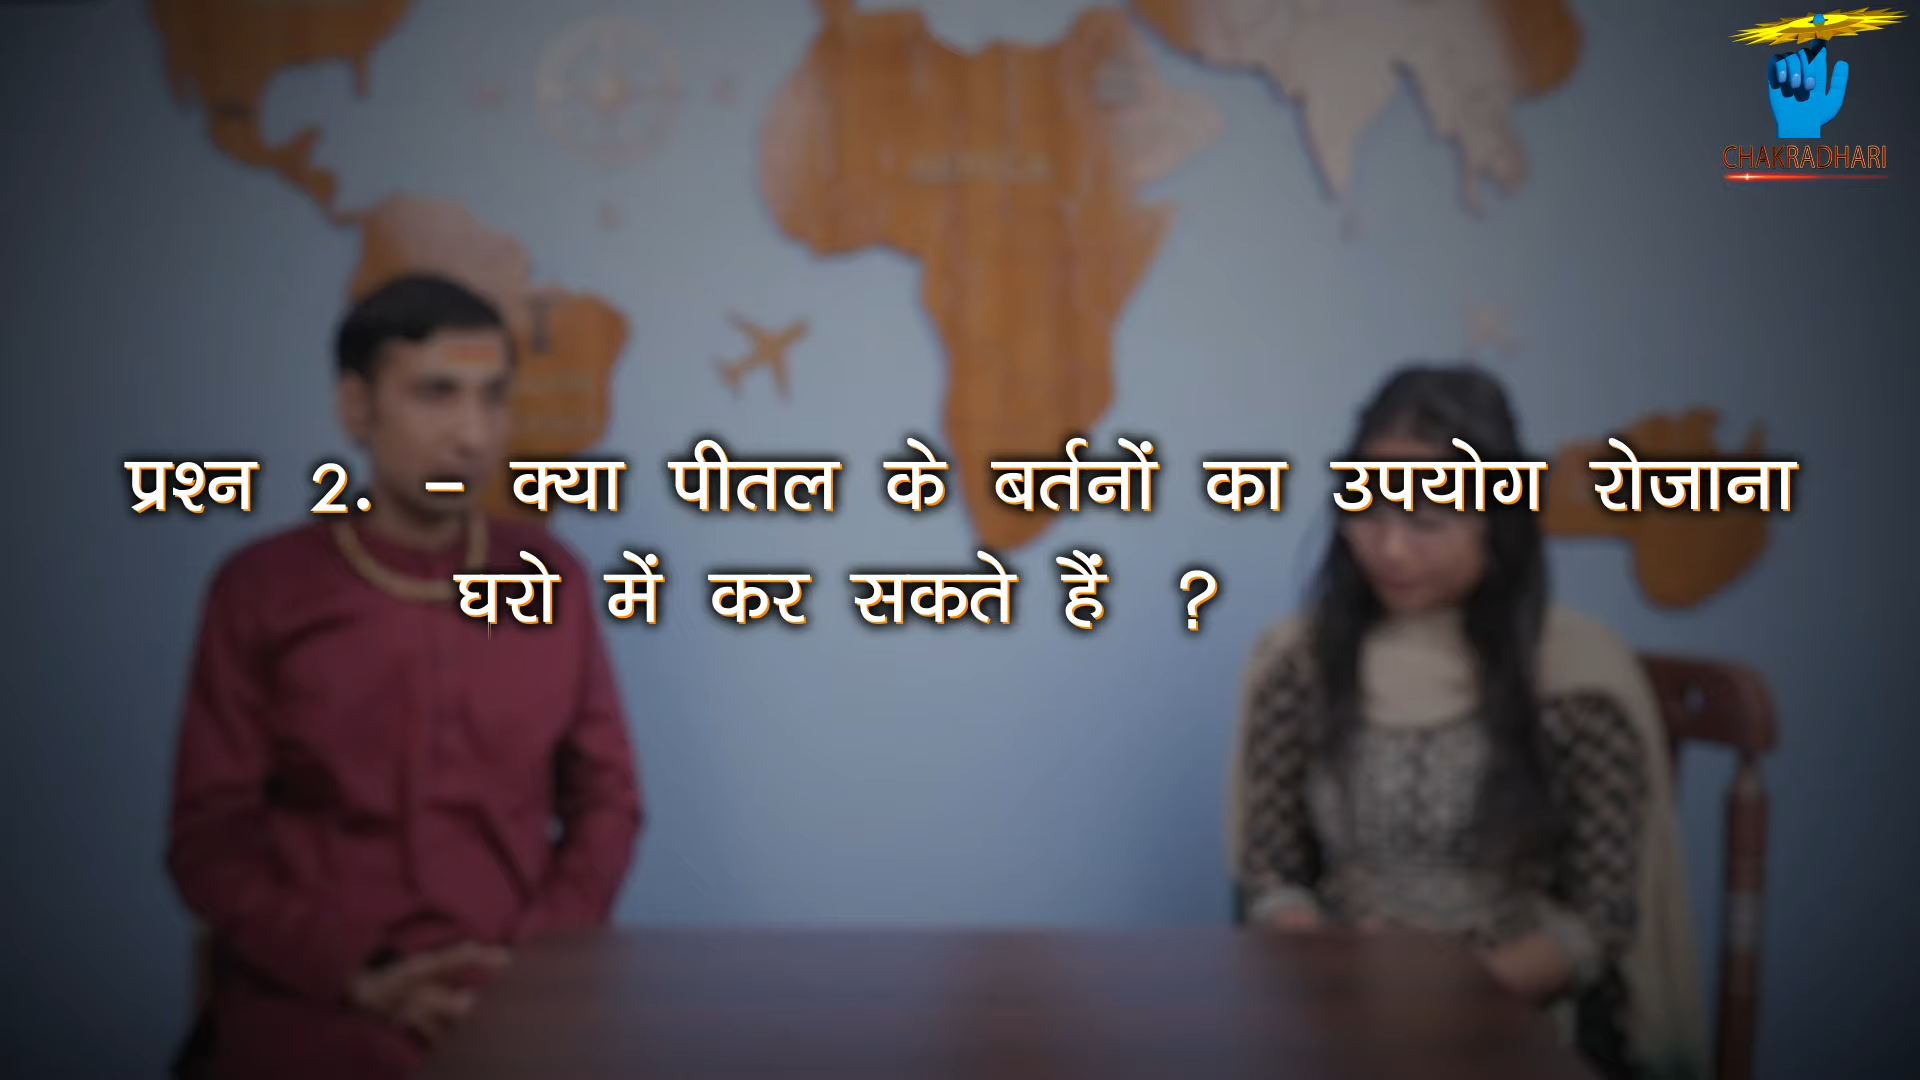 CHAKRADHARI
प्रश्न 2. - क्या पीतल के बर्तनों का उपयोग रोजाना
घरो में कर सकते हैं ?